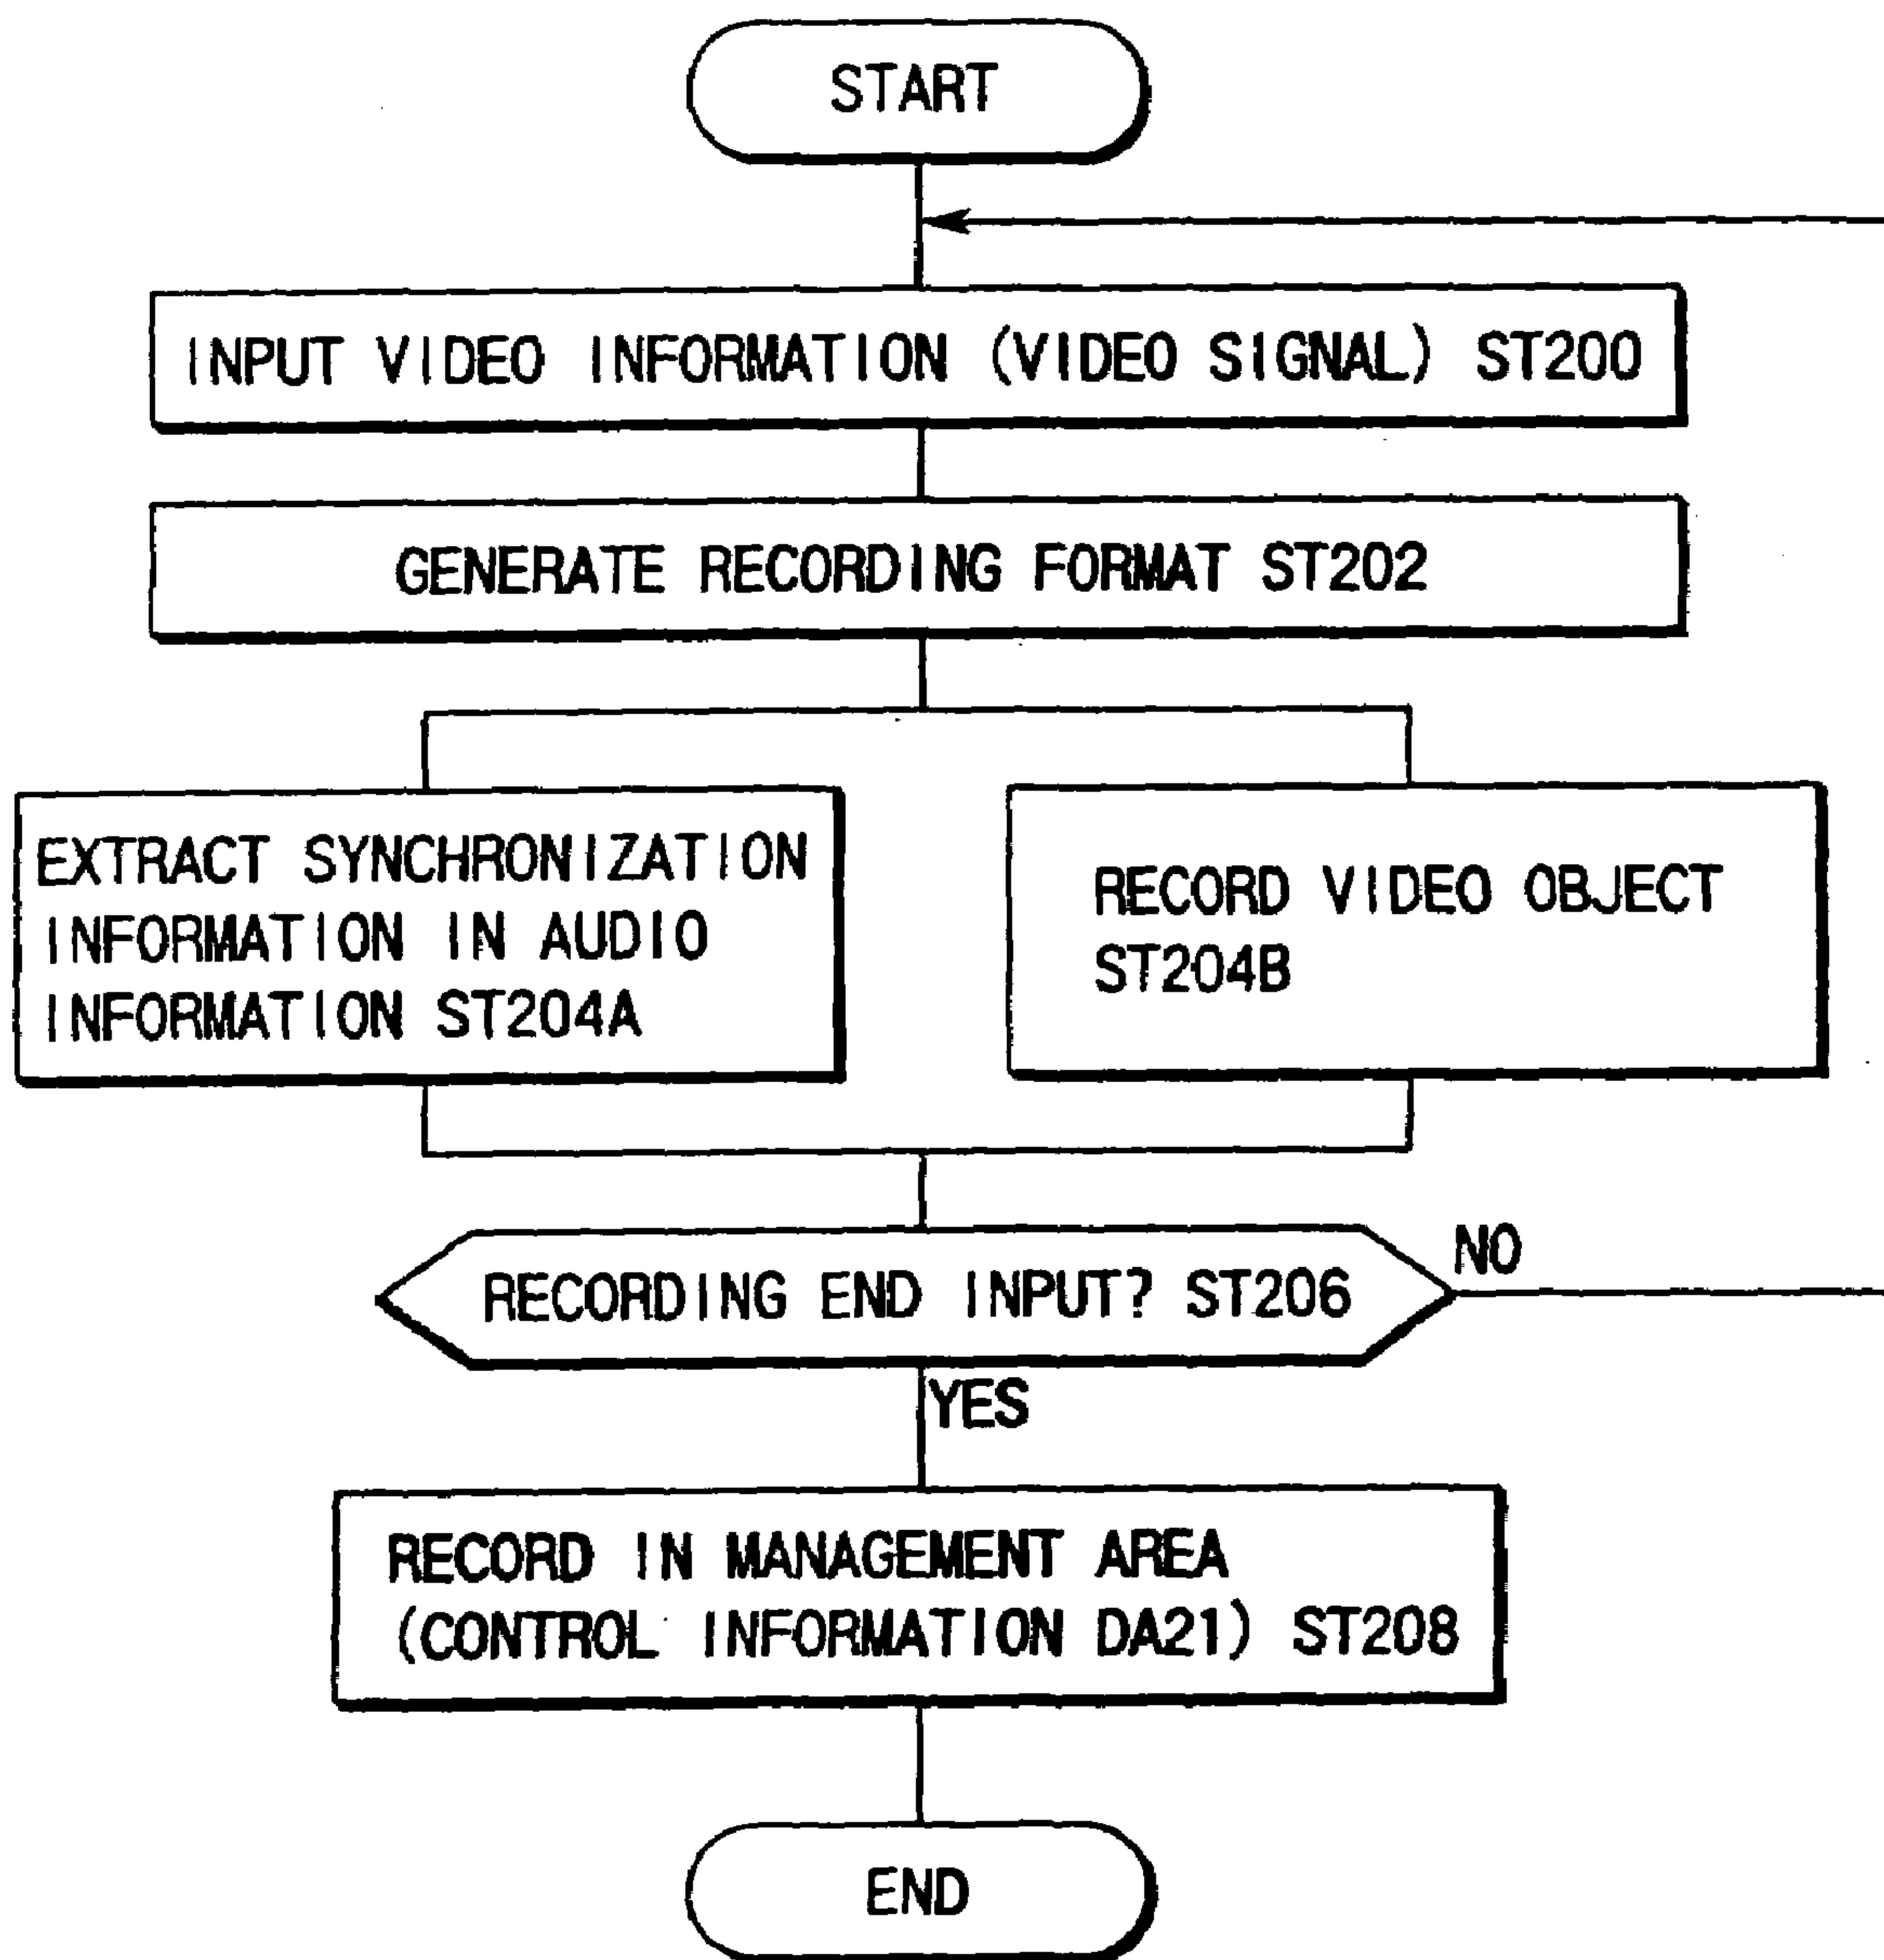 START
INPUT VIDEO INFORMATION (VIDEO SIGNAL) ST200
GENERATE RECORDING FORMAT ST202
EXTRACT SYNCHRONIZATION
INFORMATION IN AUDIO
INFORMATION ST204A
RECORD VIDEO OBJECT
ST204B
RECORDING END INPUT? ST206
NO
YES
RECORD IN MANAGEMENT AREA
(CONTROL INFORMATION DA21) ST208
END